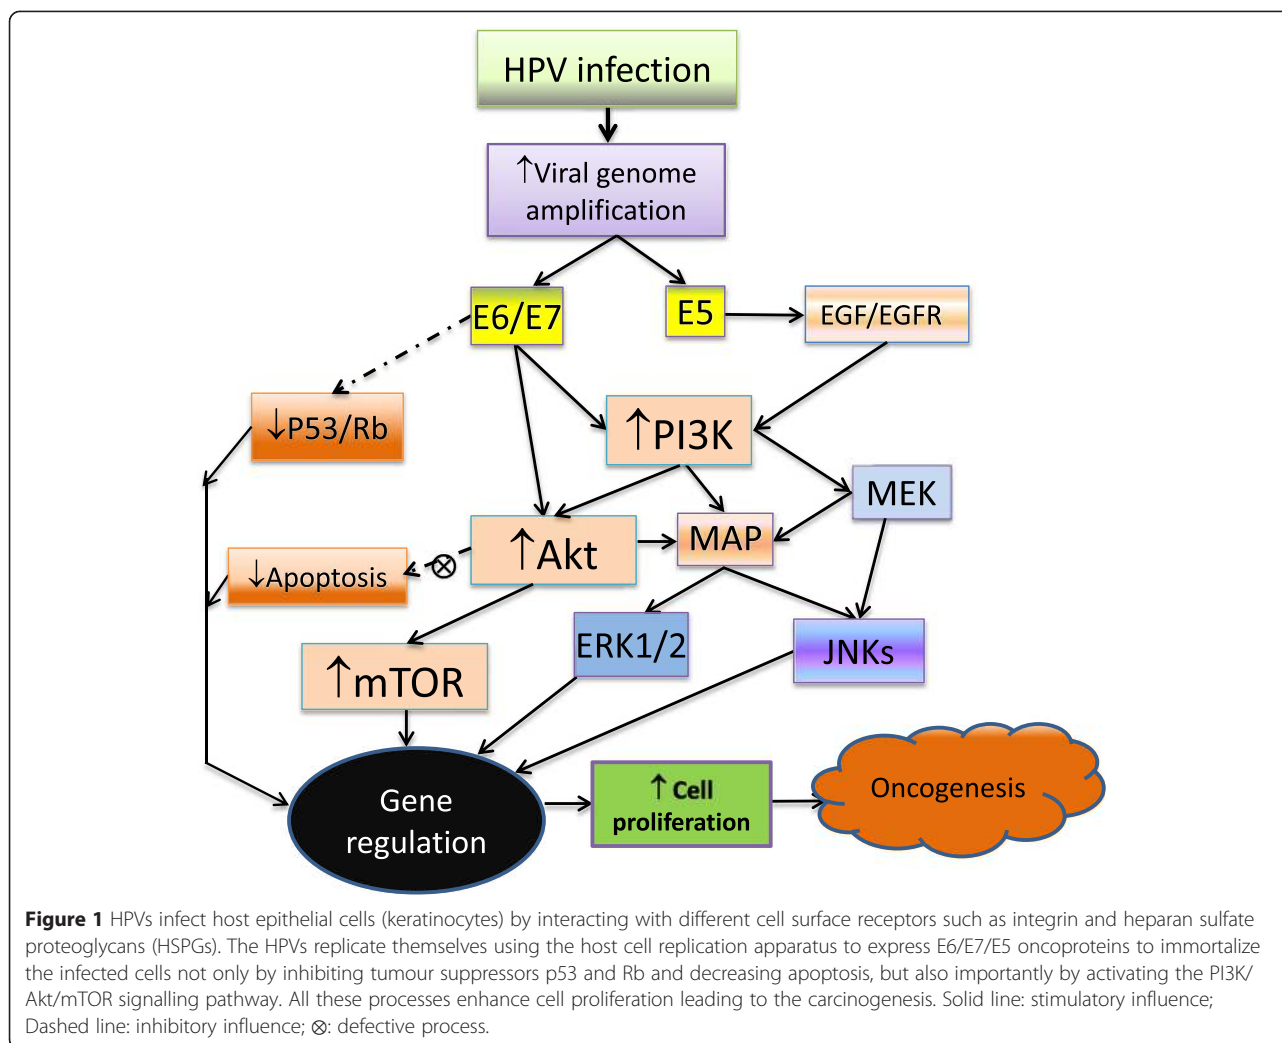 HPV infection
↑Viral genome
amplification
E6/E7
E5
EGF/EGFR
↓P53/Rb
↑PI3K
MEK
↑Akt
MAP
↓Apoptosis
⊗
ERK1/2
JNKs
↑mTOR
Gene
regulation
↑ Cell
proliferation
Oncogenesis
Figure 1 HPVs infect host epithelial cells (keratinocytes) by interacting with different cell surface receptors such as integrin and heparan sulfate
proteoglycans (HSPGs). The HPVs replicate themselves using the host cell replication apparatus to express E6/E7/E5 oncoproteins to immortalize
the infected cells not only by inhibiting tumour suppressors p53 and Rb and decreasing apoptosis, but also importantly by activating the PI3K/
Akt/mTOR signalling pathway. All these processes enhance cell proliferation leading to the carcinogenesis. Solid line: stimulatory influence;
Dashed line: inhibitory influence; ⊗: defective process.